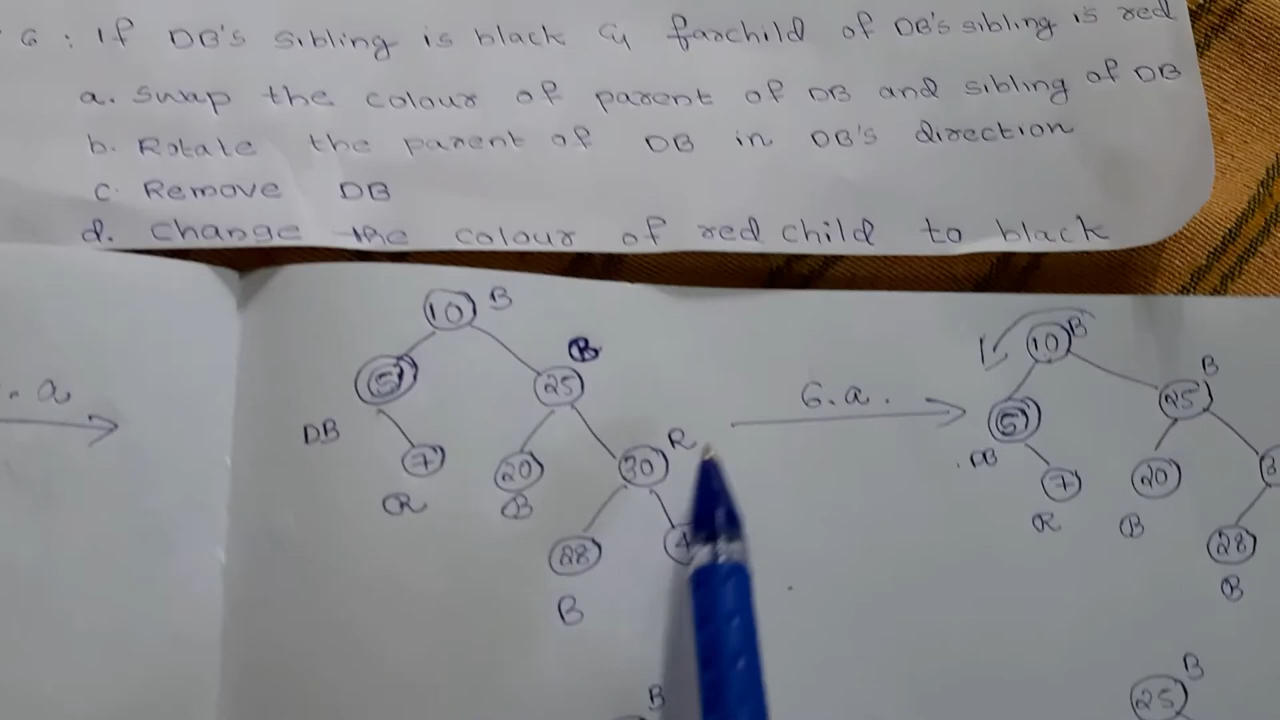 6 : If DB's sibling is black & farchild of DB's sibling is red
a. swap the colour of parent of DB and sibling of DB
b. Rotate the parent of DB in DB's direction
c. Remove DB
d. change the colour of red child to black
10 B
10 B
B
B
5
25
5
25
. a
6.a.
DB
R
DB
7
20
30
7
20
3
R
B
R
B
28
4
28
B
B
B
B
25